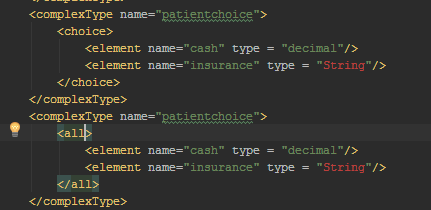 <complexType name="patientchoice">
<choice>
<element name="cash" type = "decimal"/>
<element name="insurance" type = "String"/>
</choice>
</complexType>
<complexType name="patientchoice">
<all>
<element name="cash" type = "decimal"/>
<element name="insurance" type = "String"/>
</all>
</complexType>